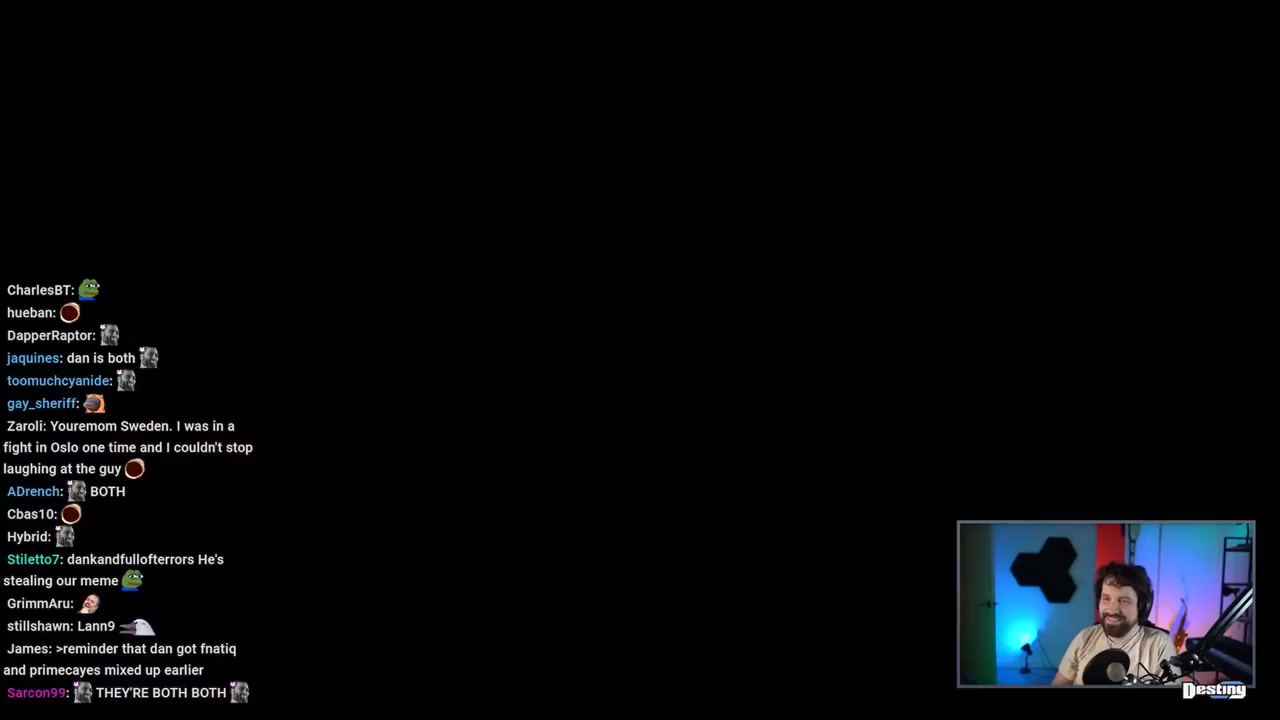 CharlesBT:
hueban:
DapperRaptor:
jaquines: dan is both
toomuchcyanide:
gay_sheriff:
Zaroli: Youremom Sweden. I was in a
fight in Oslo one time and I couldn't stop
laughing at the guy
ADrench: BOTH
Cbas10:
Hybrid:
Stiletto7: dankandfullofterrors He's
stealing our meme
GrimmAru:
stillshawn: Lann9
James: >reminder that dan got fnatiq
and primecayes mixed up earlier
Sarcon99: THEY'RE BOTH BOTH
Destiny